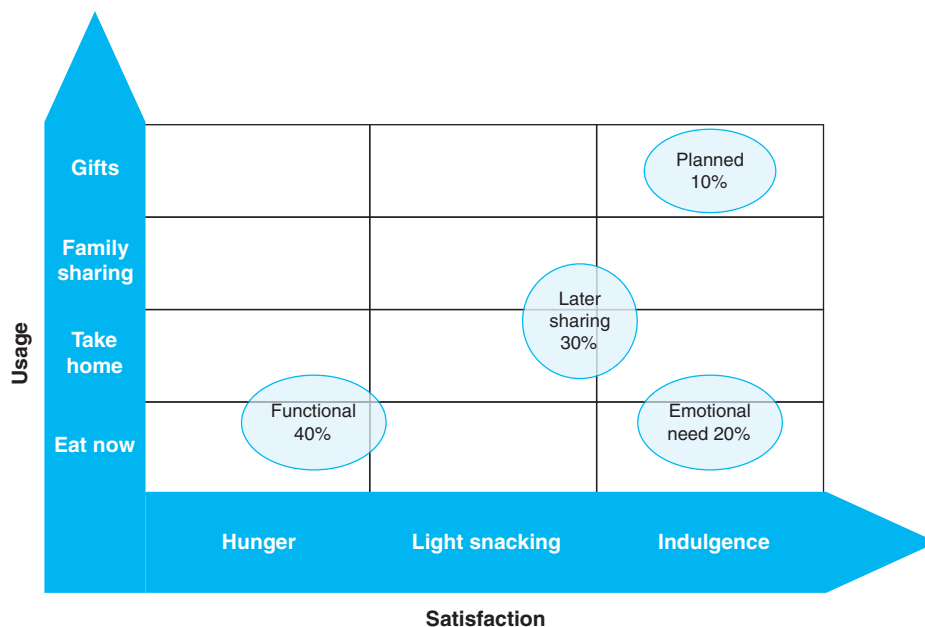 Usage
Gifts
Family
sharing
Take
home
Eat now
Planned
10%
Later
sharing
30%
Functional
40%
Emotional
need 20%
Hunger
Light snacking
Indulgence
Satisfaction